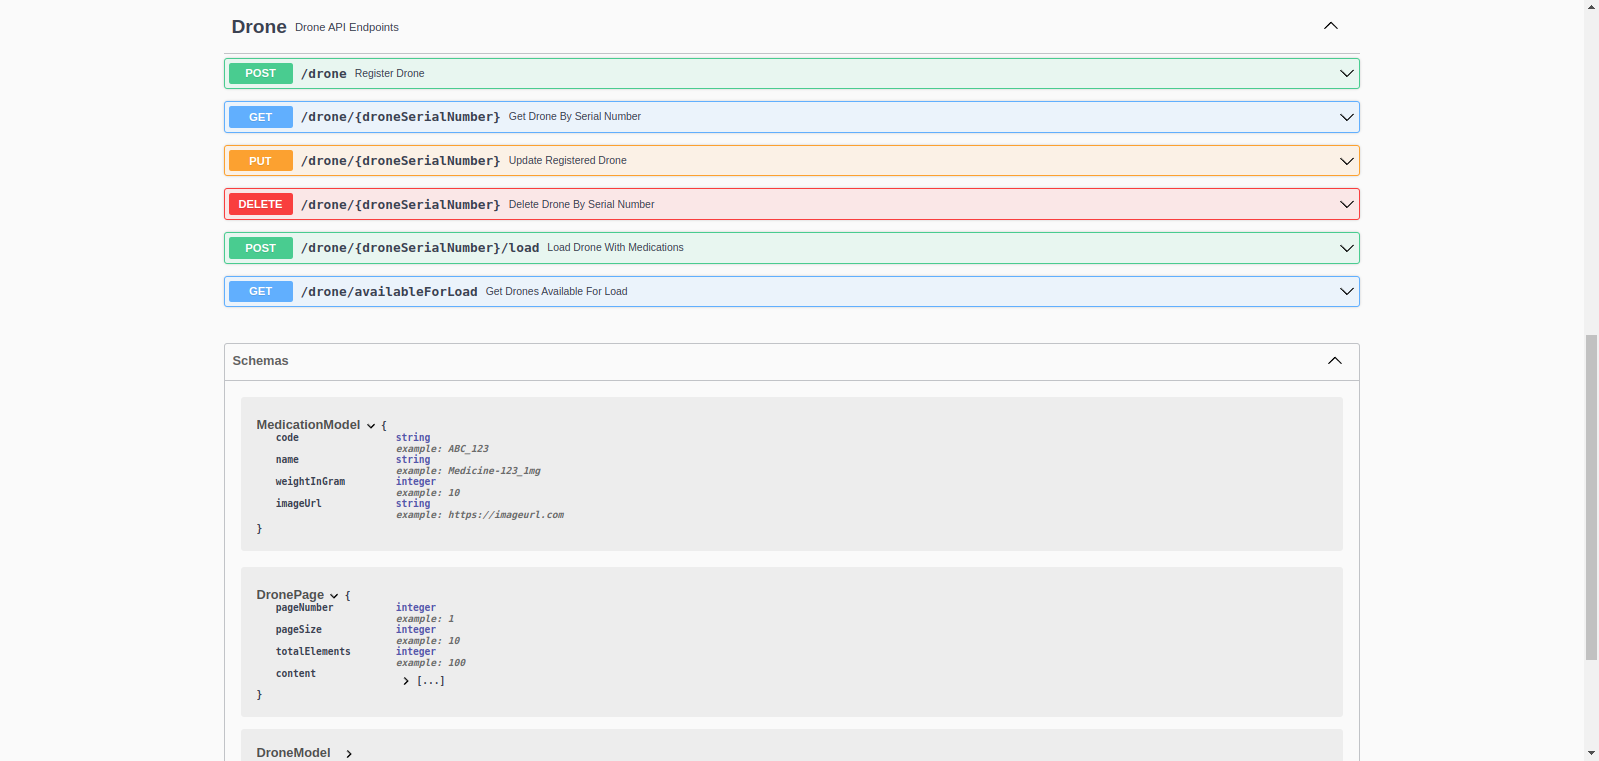 Drone Drone API Endpoints
POST /drone Register Drone
GET /drone/{droneSerialNumber} Get Drone By Serial Number
PUT /drone/{droneSerialNumber} Update Registered Drone
DELETE /drone/{droneSerialNumber} Delete Drone By Serial Number
POST /drone/{droneSerialNumber}/load Load Drone With Medications
GET /drone/availableForLoad Get Drones Available For Load
Schemas
MedicationModel {
code string
example: ABC_123
name string
example: Medicine-123_1mg
weightInGram integer
example: 10
imageUrl string
example: https://imageurl.com
}
DronePage {
pageNumber integer
example: 1
pageSize integer
example: 10
totalElements integer
example: 100
content
[...]
}
DroneModel